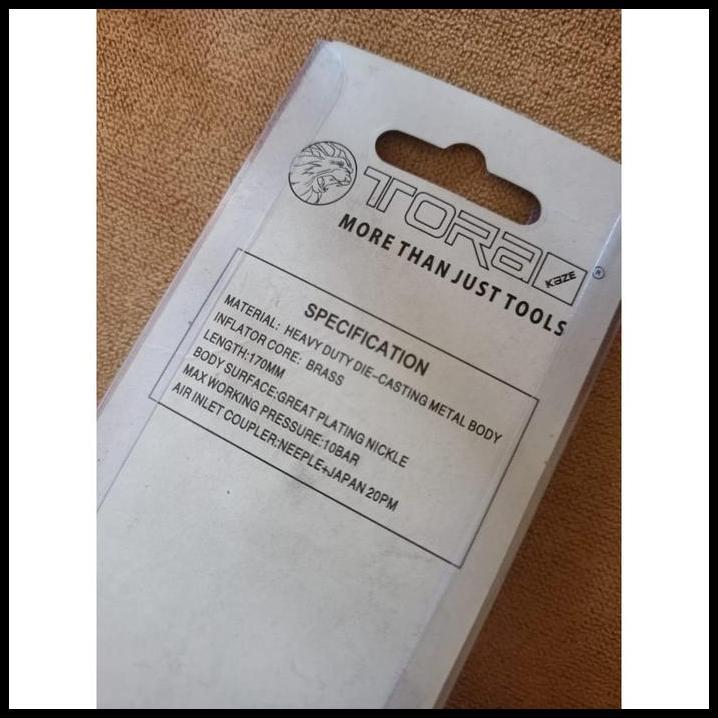 TORA
KAZE
®
MORE THAN JUST TOOLS
SPECIFICATION
MATERIAL: HEAVY DUTY DIE-CASTING METAL BODY
INFLATOR CORE: BRASS
LENGTH:170MM
BODY SURFACE:GREAT PLATING NICKLE
MAX WORKING PRESSURE:10BAR
AIR INLET COUPLER:NEEPLE+JAPAN 20PM